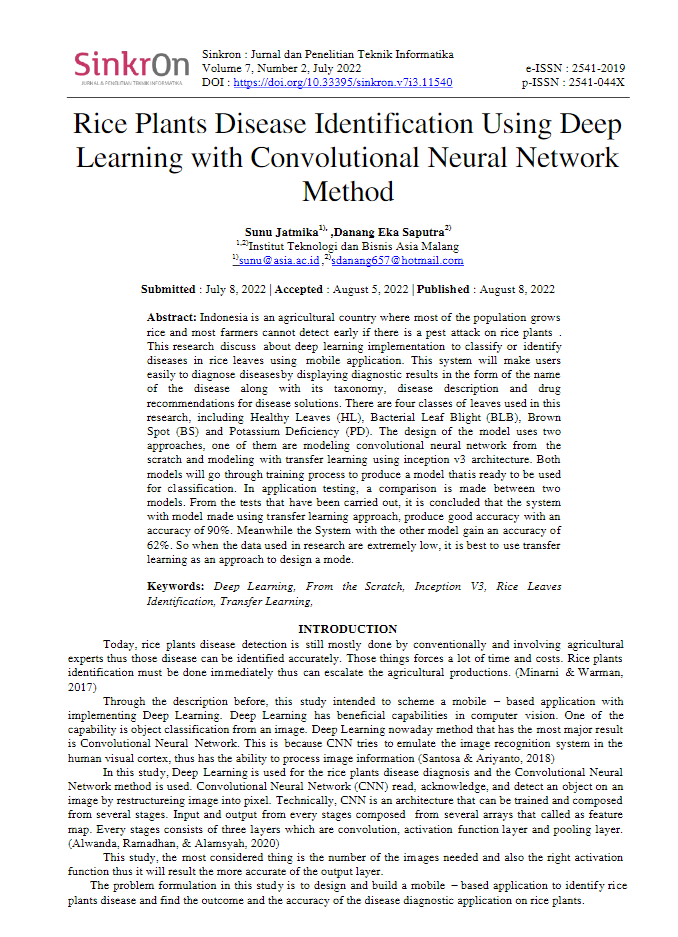 SinkrOn
JURNAL & PENELITIAN TEKNIK INFORMATIKA
Sinkron : Jurnal dan Penelitian Teknik Informatika
Volume 7, Number 2, July 2022
e-ISSN : 2541-2019
DOI : https://doi.org/10.33395/sinkron.v7i3.11540
p-ISSN : 2541-044X
Rice Plants Disease Identification Using Deep
Learning with Convolutional Neural Network
Method
Sunu Jatmika1), ,Danang Eka Saputra2)
1,2)Institut Teknologi dan Bisnis Asia Malang
1)sunu@asia.ac.id ,2)sdanang657@hotmail.com
Submitted : July 8, 2022 | Accepted : August 5, 2022 | Published : August 8, 2022
Abstract: Indonesia is an agricultural country where most of the population grows
rice and most farmers cannot detect early if there is a pest attack on rice plants .
This research discuss about deep learning implementation to classify or identify
diseases in rice leaves using mobile application. This system will make users
easily to diagnose diseases by displaying diagnostic results in the form of the name
of the disease along with its taxonomy, disease description and drug
recommendations for disease solutions. There are four classes of leaves used in this
research, including Healthy Leaves (HL), Bacterial Leaf Blight (BLB), Brown
Spot (BS) and Potassium Deficiency (PD). The design of the model uses two
approaches, one of them are modeling convolutional neural network from the
scratch and modeling with transfer learning using inception v3 architecture. Both
models will go through training process to produce a model that is ready to be used
for classification. In application testing, a comparison is made between two
models. From the tests that have been carried out, it is concluded that the system
with model made using transfer learning approach, produce good accuracy with an
accuracy of 90%. Meanwhile the System with the other model gain an accuracy of
62%. So when the data used in research are extremely low, it is best to use transfer
learning as an approach to design a mode.
Keywords: Deep Learning, From the Scratch, Inception V3, Rice Leaves
Identification, Transfer Learning,
INTRODUCTION
Today, rice plants disease detection is still mostly done by conventionally and involving agricultural
experts thus those disease can be identified accurately. Those things forces a lot of time and costs. Rice plants
identification must be done immediately thus can escalate the agricultural productions. (Minarni & Warman,
2017)
Through the description before, this study intended to scheme a mobile – based application with
implementing Deep Learning. Deep Learning has beneficial capabilities in computer vision. One of the
capability is object classification from an image. Deep Learning nowaday method that has the most major result
is Convolutional Neural Network. This is because CNN tries to emulate the image recognition system in the
human visual cortex, thus has the ability to process image information (Santosa & Ariyanto, 2018)
In this study, Deep Learning is used for the rice plants disease diagnosis and the Convolutional Neural
Network method is used. Convolutional Neural Network (CNN) read, acknowledge, and detect an object on an
image by restructureing image into pixel. Technically, CNN is an architecture that can be trained and composed
from several stages. Input and output from every stages composed from several arrays that called as feature
map. Every stages consists of three layers which are convolution, activation function layer and pooling layer.
(Alwanda, Ramadhan, & Alamsyah, 2020)
This study, the most considered thing is the number of the images needed and also the right activation
function thus it will result the more accurate of the output layer.
The problem formulation in this study is to design and build a mobile – based application to identify rice
plants disease and find the outcome and the accuracy of the disease diagnostic application on rice plants.